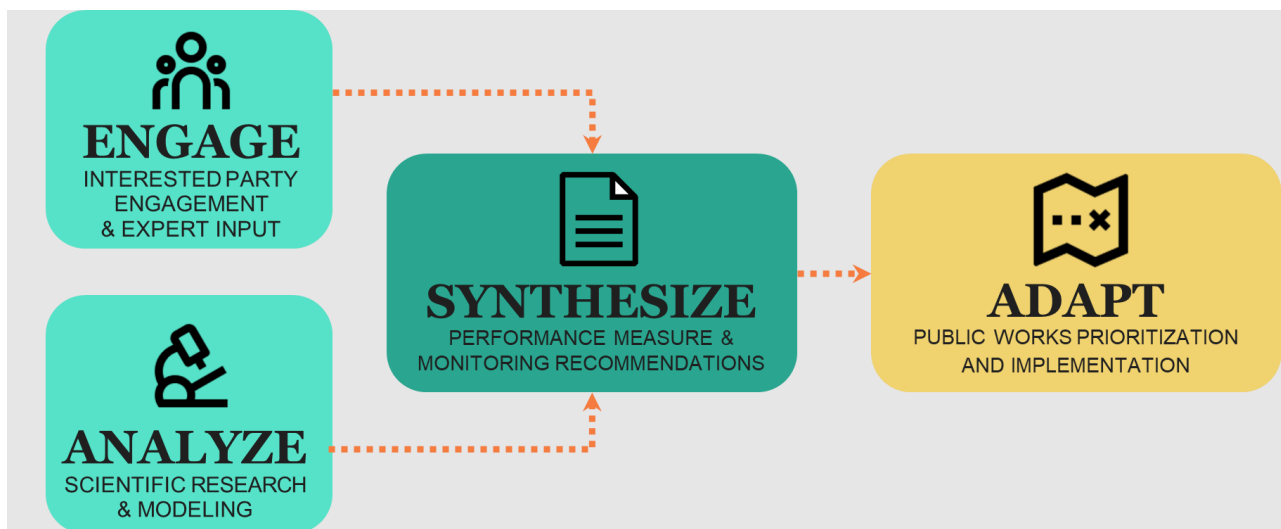 ENGAGE
INTERESTED PARTY
ENGAGEMENT
& EXPERT INPUT
ANALYZE
SCIENTIFIC RESEARCH
& MODELING
SYNTHESIZE
PERFORMANCE MEASURE &
MONITORING RECOMMENDATIONS
ADAPT
PUBLIC WORKS PRIORITIZATION
AND IMPLEMENTATION